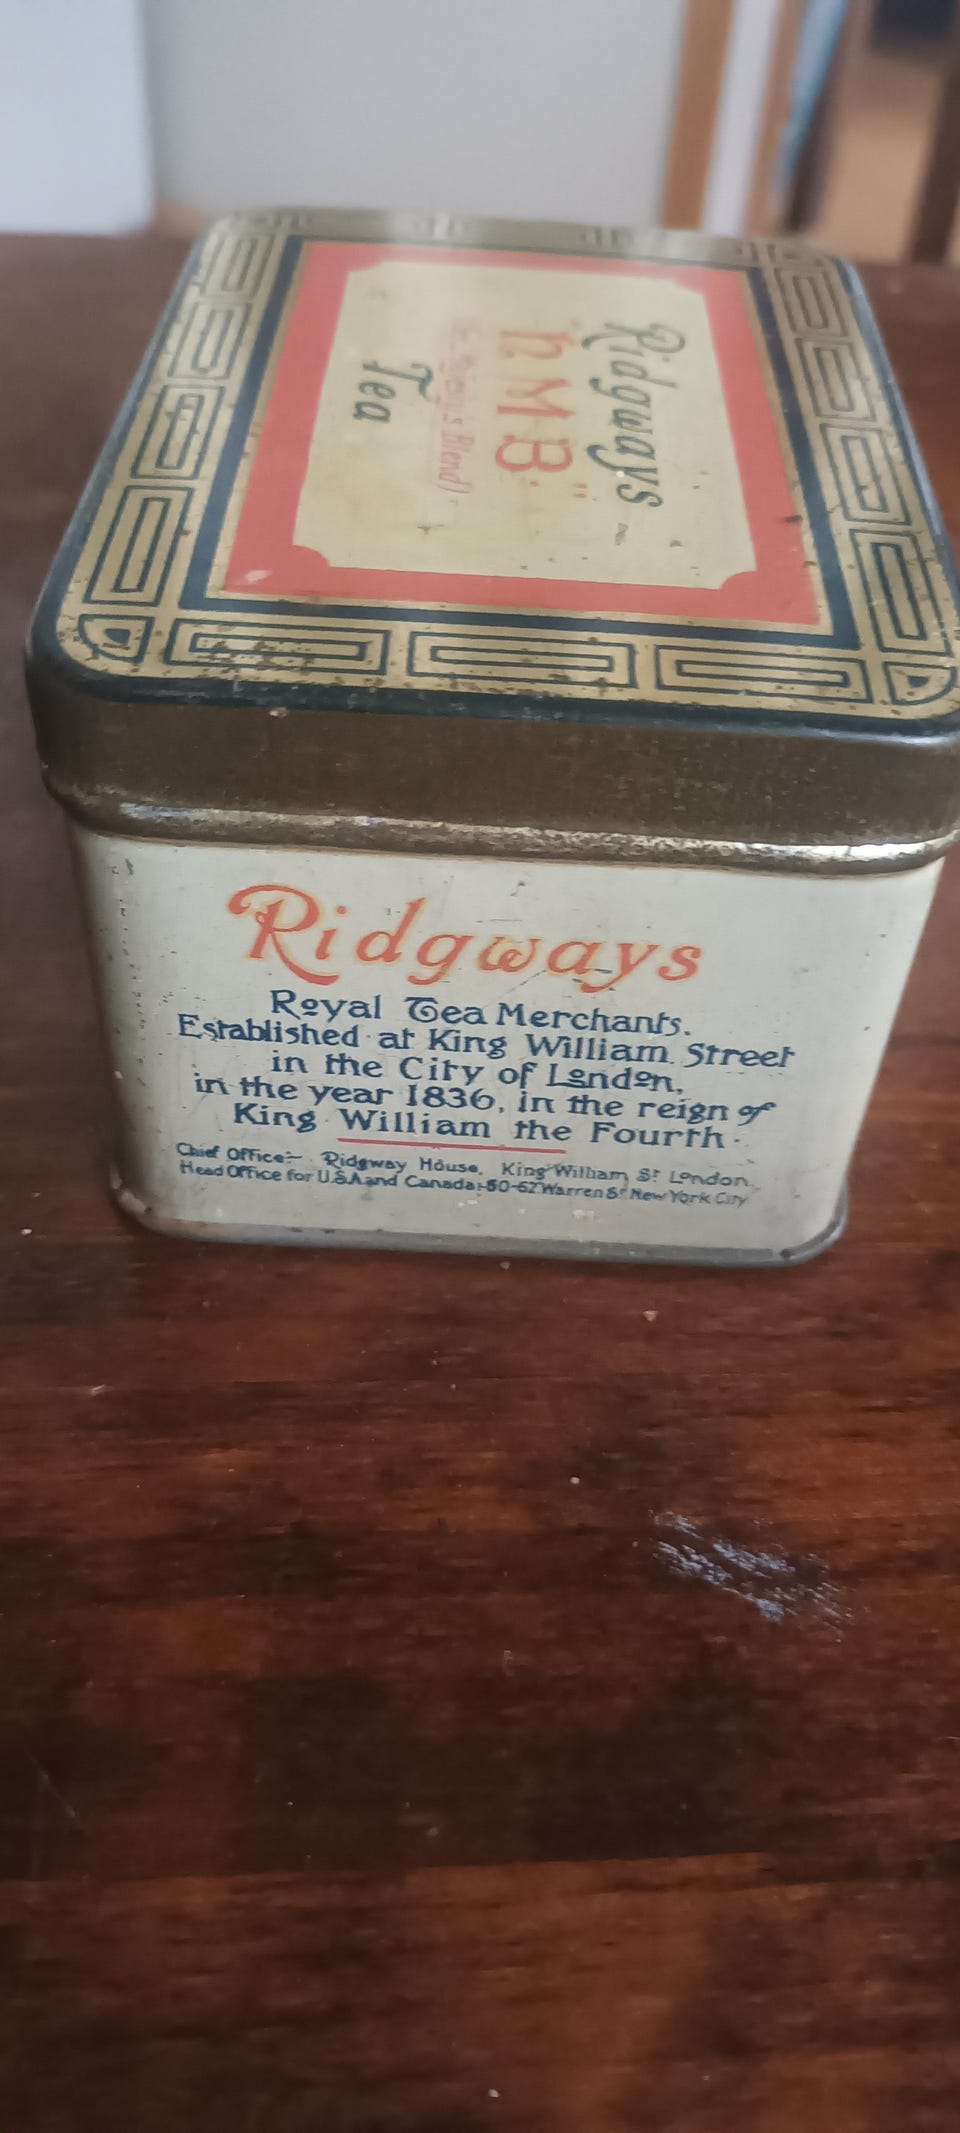 Ridgways
"h M B"
(Her Majesty's Blend)
Tea
Ridgways
Royal Tea Merchants.
Established at King William Street
in the City of London,
in the year 1836, in the reign of
King William the Fourth.
Chief Office:- Ridgway House, King William St London.
Head Office for U.S.A and Canada:-60-62 Warren St New York City